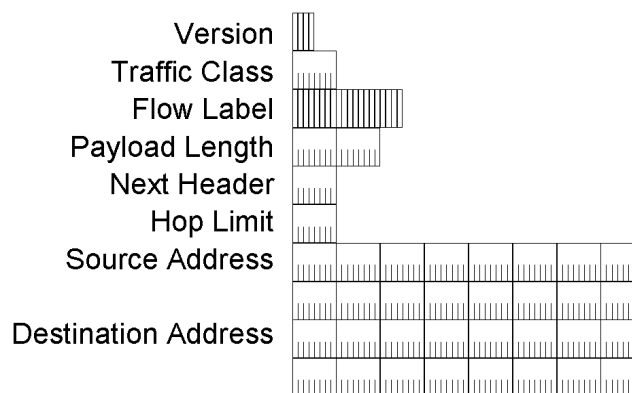 Version
Traffic Class
Flow Label
Payload Length
Next Header
Hop Limit
Source Address
Destination Address